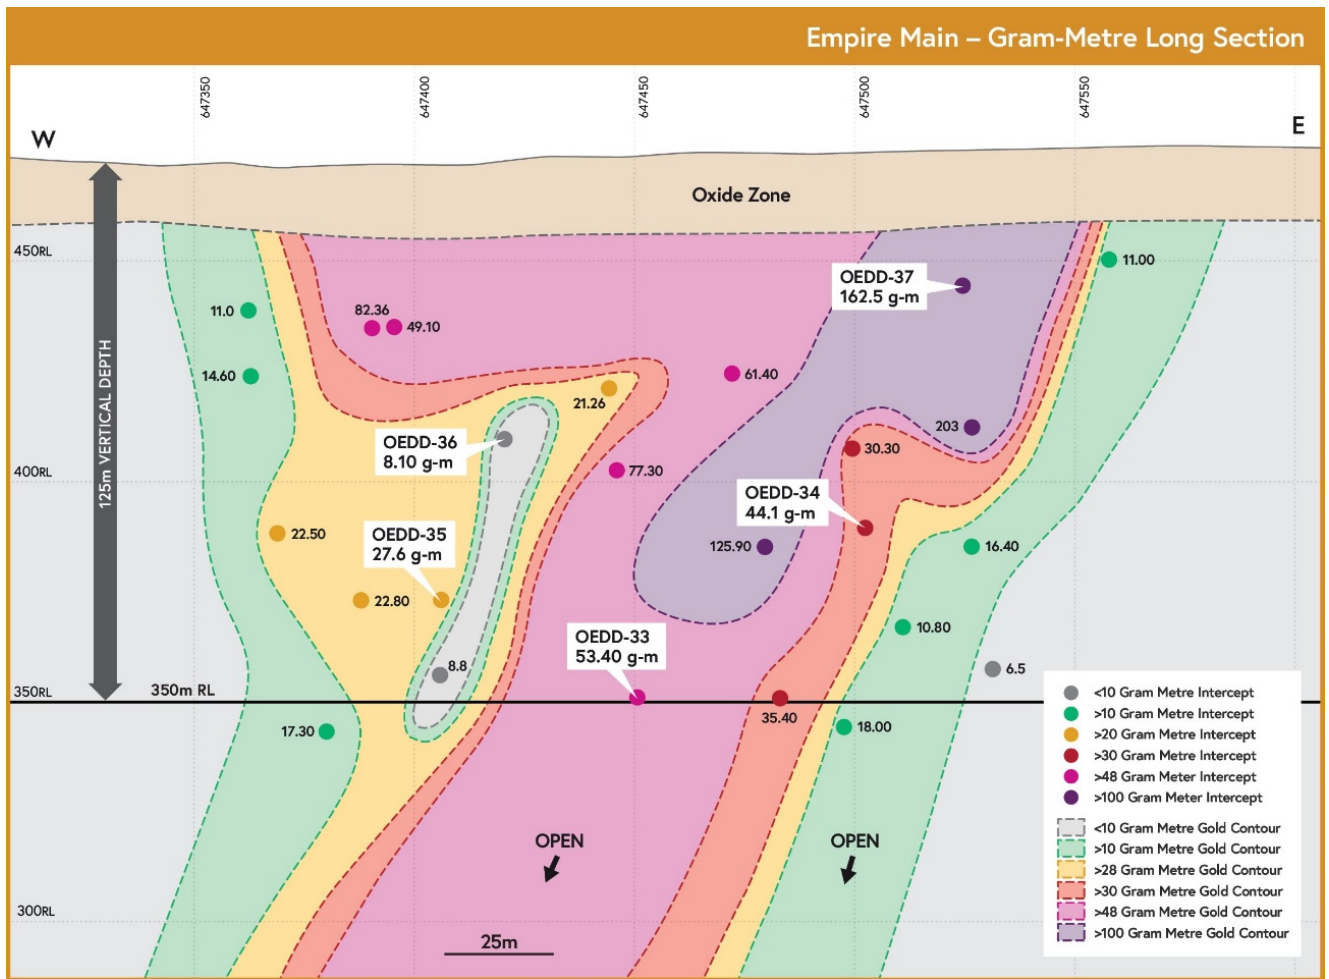 Empire Main – Gram-Metre Long Section
647350
647400
647450
647500
647550
W
E
Oxide Zone
450RL
OEDD-37
162.5 g-m
11.00
11.0
82.36
49.10
125m VERTICAL DEPTH
14.60
61.40
21.26
203
OEDD-36
8.10 g-m
30.30
77.30
400RL
OEDD-34
44.1 g-m
22.50
OEDD-35
27.6 g-m
125.90
16.40
22.80
10.80
OEDD-33
53.40 g-m
8.8
6.5
350RL
350m RL
35.40
17.30
18.00
OPEN
OPEN
300RL
25m
<10 Gram Metre Intercept
>10 Gram Metre Intercept
>20 Gram Metre Intercept
>30 Gram Metre Intercept
>48 Gram Meter Intercept
>100 Gram Meter Intercept
<10 Gram Metre Gold Contour
>10 Gram Metre Gold Contour
>28 Gram Metre Gold Contour
>30 Gram Metre Gold Contour
>48 Gram Metre Gold Contour
>100 Gram Metre Gold Contour